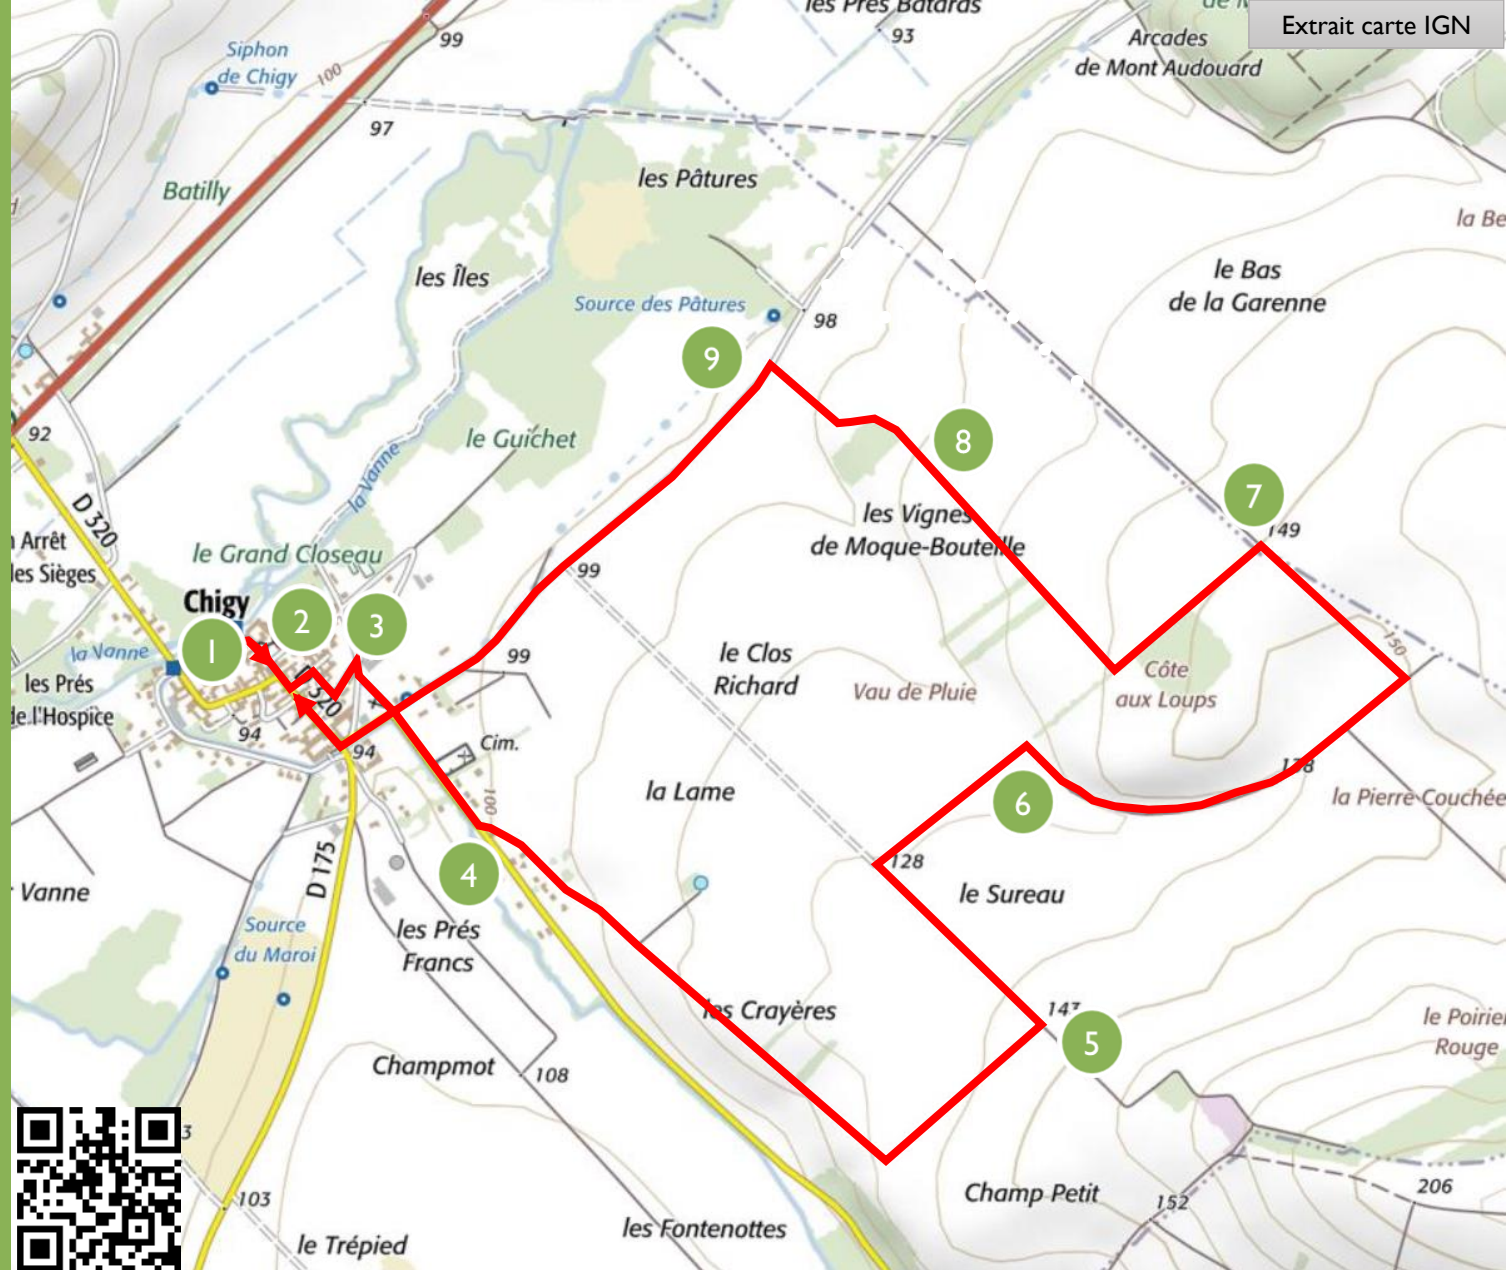 les Prés Batards
Extrait carte IGN
99
93
Arcades
de Mont Audouard
Siphon
de Chigy
100
97
les Pâtures
Batilly
la Be
les Îles
le Bas
de la Garenne
Source des Pâtures
98
9
92
le Guichet
8
la Vanne
7
D 320
les Vignes
de Moque-Bouteille
149
Arrêt
les Sièges
le Grand Closeau
99
Chigy
1
2
3
la Vanne
99
le Clos
Richard
Côte
aux Loups
150
les Prés
de l'Hospice
320
Vau de Pluie
94
94
Cim.
138
la Lame
100
6
la Pierre Couchée
D 175
4
128
Vanne
le Sureau
Source
du Maroi
les Prés
Francs
les Crayères
147
5
le Poirier
Rouge
Champmot
108
3
103
Champ Petit
152
206
les Fontenottes
le Trépied